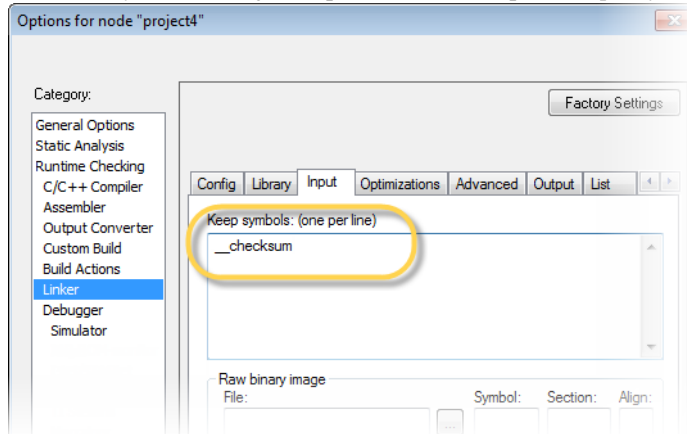 Options for node "project4"
Category:
Factory Settings
General Options
Static Analysis
Runtime Checking
C/C++ Compiler
Assembler
Output Converter
Custom Build
Build Actions
Linker
Debugger
Simulator
Config Library Input Optimizations Advanced Output List
Keep symbols: (one per line)
__checksum
Raw binary image
File: Symbol: Section: Align:
...